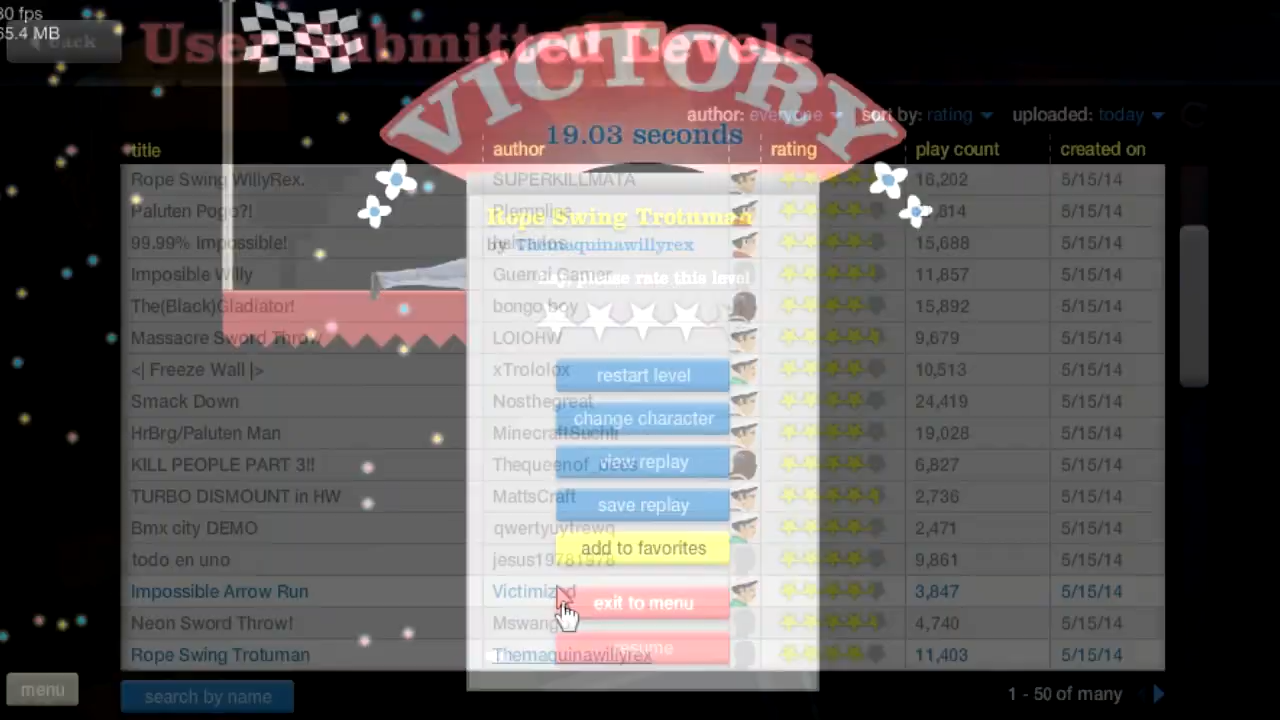 80 fps
65.4 MB
back
User Submitted Levels
VICTORY
19.03 seconds
author: everyone sort by: rating uploaded: today
title author rating play count created on
Rope Swing WillyRex. SUPERKILLMATA 16,202 5/15/14
Paluten Pogo?! Plemplina ,814 5/15/14
Rope Swing Trotuman
99.99% Impossible! 15,688 5/15/14
by Themaquinawillyrex
Imposible Willy Guerrai Gamer 11,857 5/15/14
please rate this level
The(Black)Gladiator! bongo boy 15,892 5/15/14
Massacre Sword Throw LOIOHW 9,679 5/15/14
<| Freeze Wall |> xTrololox 10,513 5/15/14
restart level
Smack Down Nosthegreat 24,419 5/15/14
change character
HrBrg/Paluten Man 19,028 5/15/14
KILL PEOPLE PART 3!! 6,827 5/15/14
view replay
TURBO DISMOUNT in HW MattsCraft 2,736 5/15/14
save replay
Bmx city DEMO qwertyuytrewq 2,471 5/15/14
add to favorites
todo en uno jesus19781978 9,861 5/15/14
Impossible Arrow Run Victimized 3,847 5/15/14
exit to menu
Neon Sword Throw! Mswang 4,740 5/15/14
resume
Rope Swing Trotuman Themaquinawillyrex 11,403 5/15/14
menu
search by name
1 - 50 of many